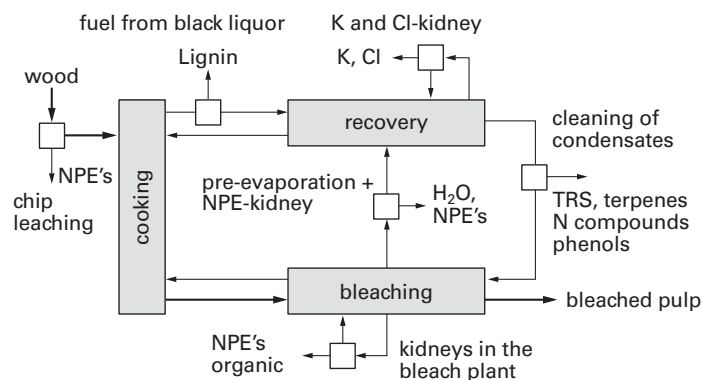 fuel from black liquor
K and Cl-kidney
Lignin
K, Cl
wood
recovery
cleaning of
condensates
NPE's
chip
leaching
cooking
pre-evaporation +
NPE-kidney
H₂O,
NPE's
TRS, terpenes
N compounds
phenols
bleaching
bleached pulp
NPE's
organic
kidneys in the
bleach plant